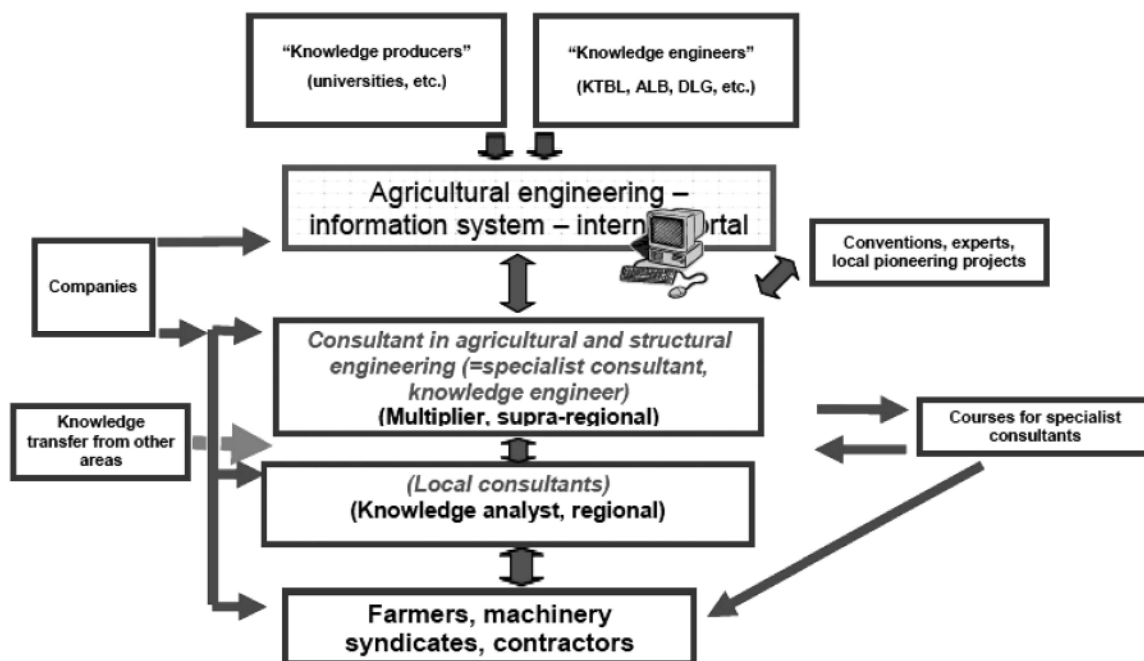 “Knowledge producers”
(universities, etc.)
“Knowledge engineers”
(KTBL, ALB, DLG, etc.)
Agricultural engineering –
information system – intern ortal
Conventions, experts,
local pioneering projects
Companies
Consultant in agricultural and structural
engineering (=specialist consultant,
knowledge engineer)
(Multiplier, supra-regional)
Knowledge
transfer from other
areas
Courses for specialist
consultants
(Local consultants)
(Knowledge analyst, regional)
Farmers, machinery
syndicates, contractors